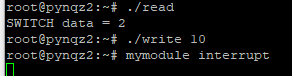 root@pynqz2:~# ./read
SWITCH data = 2
root@pynqz2:~# ./write 10
root@pynqz2:~# mymodule interrupt